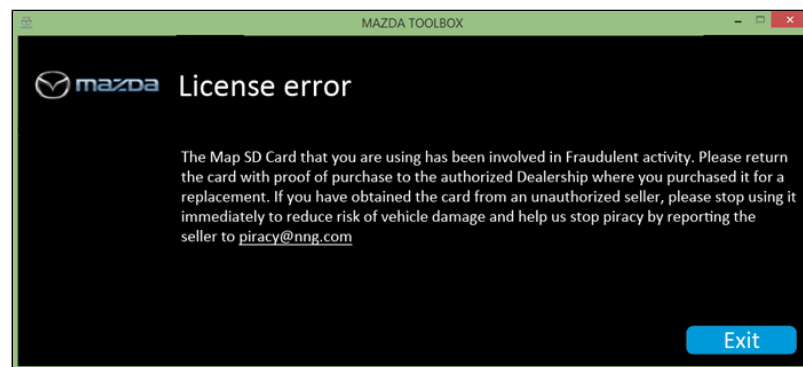 MAZDA TOOLBOX
mazda
License error
The Map SD Card that you are using has been involved in Fraudulent activity. Please return
the card with proof of purchase to the authorized Dealership where you purchased it for a
replacement. If you have obtained the card from an unauthorized seller, please stop using it
immediately to reduce risk of vehicle damage and help us stop piracy by reporting the
seller to piracy@nng.com
Exit